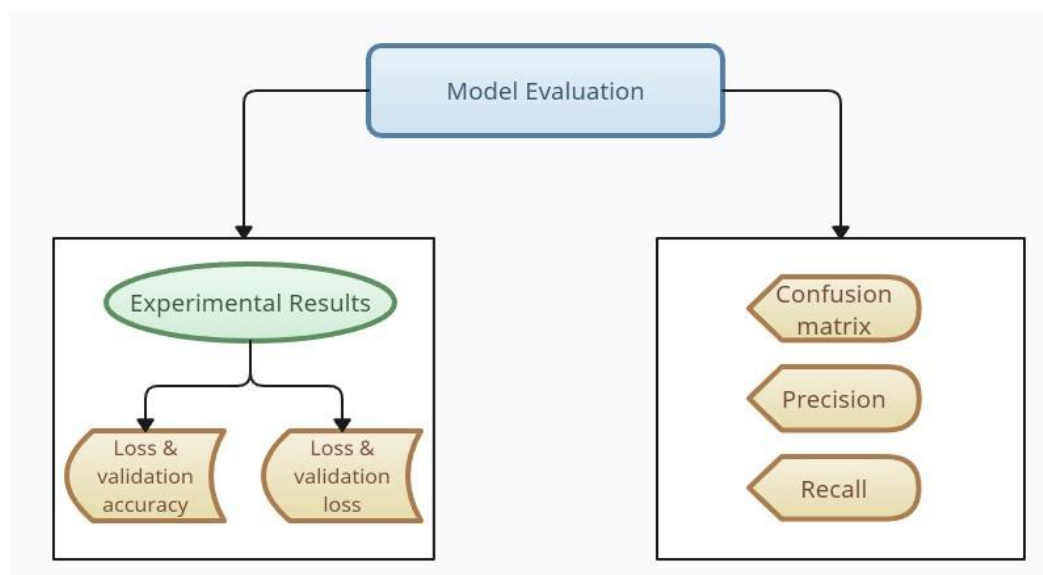 Model Evaluation
Experimental Results
Loss &
validation
accuracy
Loss &
validation
loss
Confusion
matrix
Precision
Recall